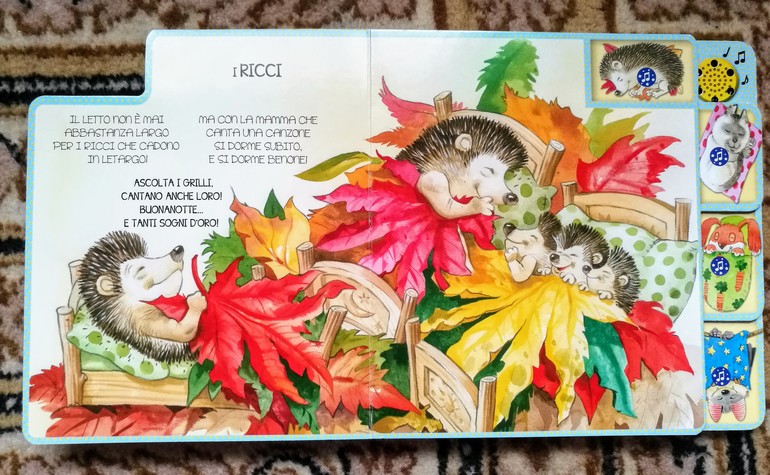 I RICCI
IL LETTO NON È MAI
ABBASTANZA LARGO
PER I RICCI CHE CADONO
IN LETARGO!
MA CON LA MAMMA CHE
CANTA UNA CANZONE
SI DORME SUBITO,
E SI DORME BENONE!
ASCOLTA I GRILLI,
CANTANO ANCHE LORO!
BUONANOTTE...
E TANTI SOGNI D'ORO!